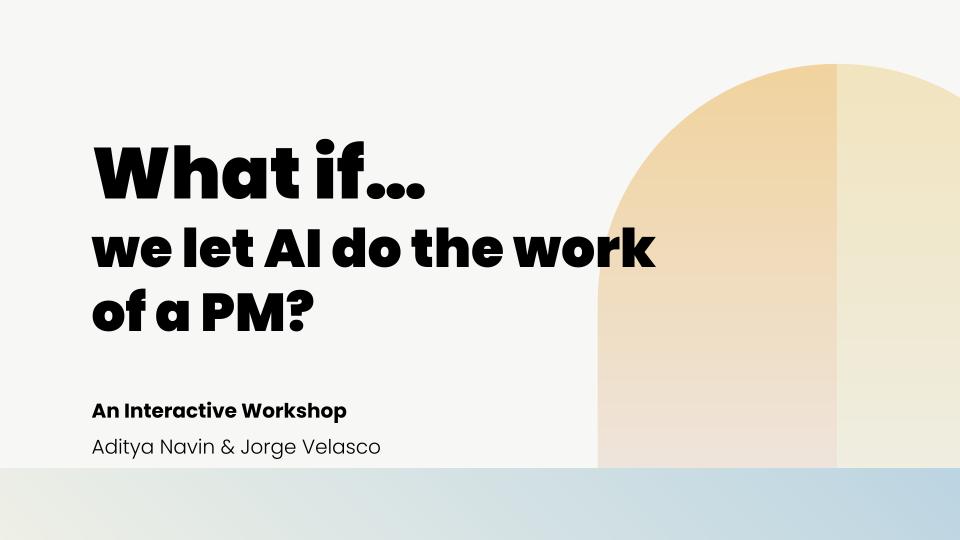 What if...
we let AI do the work
of a PM?
An Interactive Workshop
Aditya Navin & Jorge Velasco